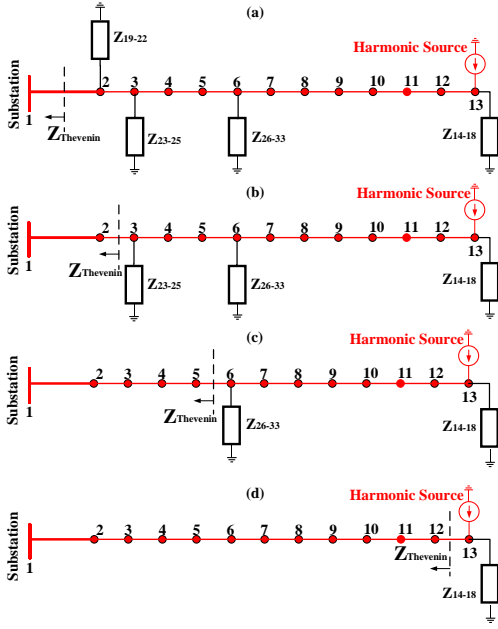 (a)
Z19-22
Harmonic Source
Substation
1
2 3 4 5 6 7 8 9 10 11 12
13
ZThevenin
Z23-25
Z26-33
Z14-18
(b)
Harmonic Source
Substation
1
2 3 4 5 6 7 8 9 10 11 12
13
ZThevenin
Z23-25
Z26-33
Z14-18
(c)
Harmonic Source
Substation
1
2 3 4 5 6 7 8 9 10 11 12
13
ZThevenin
Z26-33
Z14-18
(d)
Harmonic Source
Substation
1
2 3 4 5 6 7 8 9 10 11 12
13
ZThevenin
Z14-18